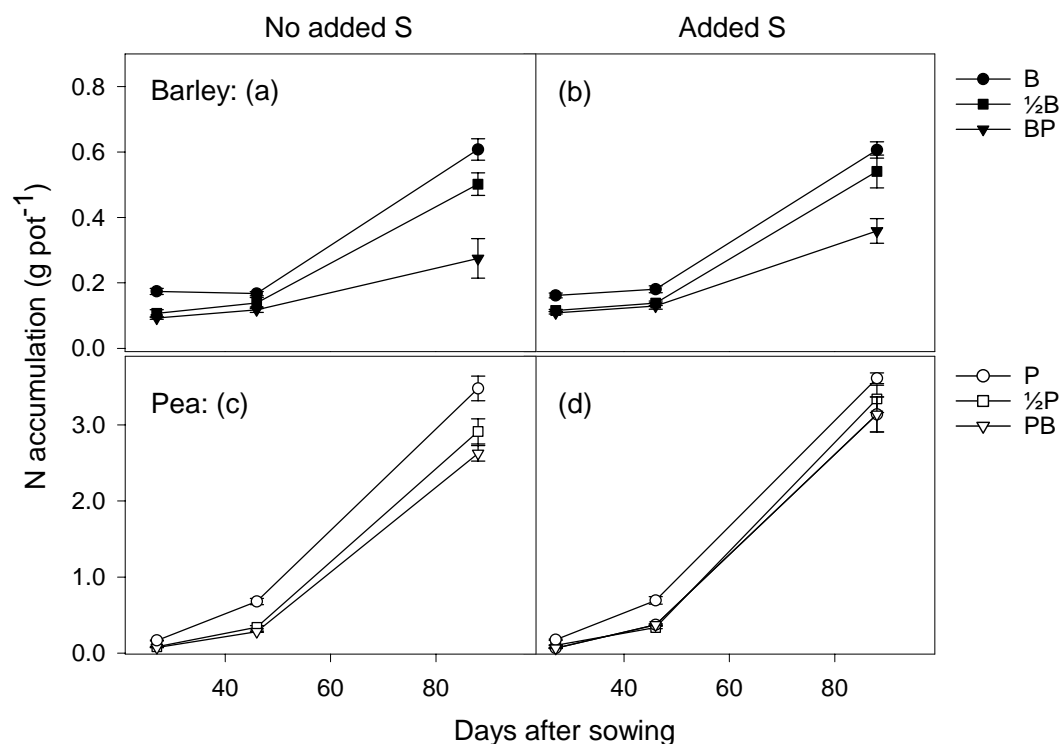 No added S Added S
Barley: (a) (b)
B
½B
BP
0.8
0.6
0.4
0.2
0.0
N accumulation (g pot⁻¹)
Pea: (c) (d)
P
½P
PB
3.0
2.0
1.0
0.0
40 60 80 40 60 80
Days after sowing